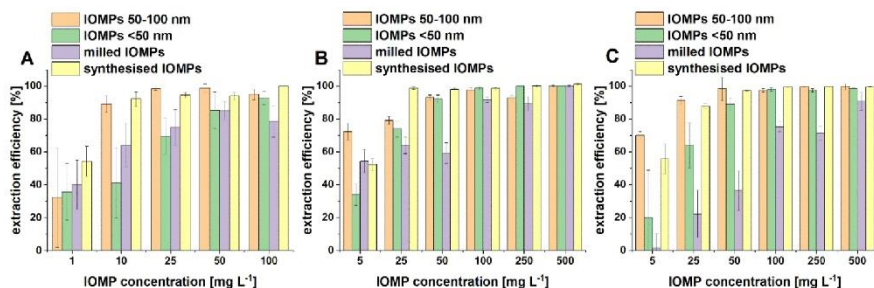 IOMPs 50-100 nm
IOMPs <50 nm
milled IOMPs
synthesised IOMPs
A
100
80
60
40
20
0
extraction efficiency [%]
1 10 25 50 100
IOMP concentration [mg L-1]
IOMPs 50-100 nm
IOMPs <50 nm
milled IOMPs
synthesised IOMPs
B
100
80
60
40
20
0
extraction efficiency [%]
5 25 50 100 250 500
IOMP concentration [mg L-1]
IOMPs 50-100 nm
IOMPs <50 nm
milled IOMPs
synthesised IOMPs
C
100
80
60
40
20
0
extraction efficiency [%]
5 25 50 100 250 500
IOMP concentration [mg L-1]